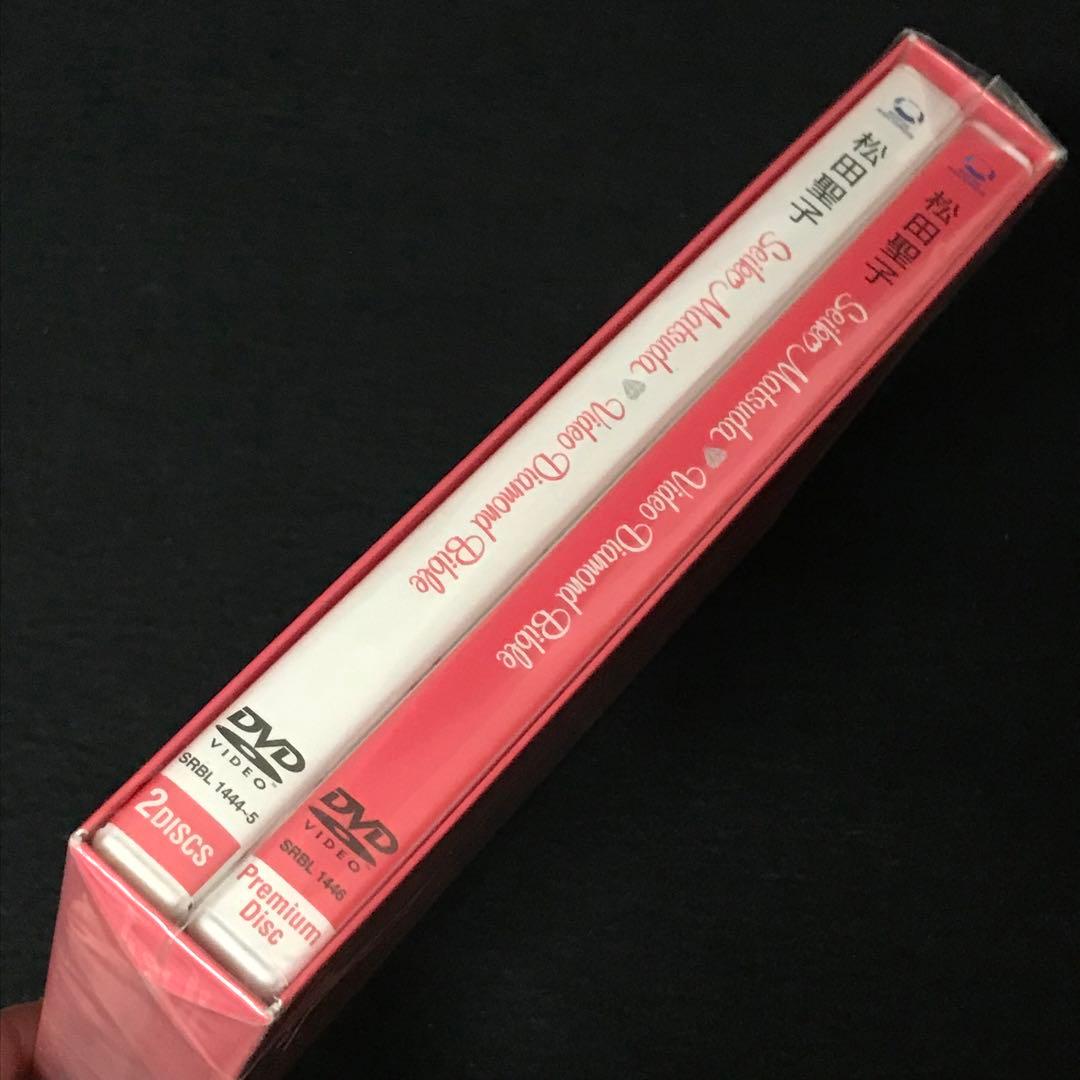 松田聖子
Seiko Matsuda Video Diamond Bible
DVD
VIDEO
SRBL 1444~5
2DISCS
松田聖子
Seiko Matsuda Video Diamond Bible
DVD
VIDEO
SRBL 1446
Premium
Disc